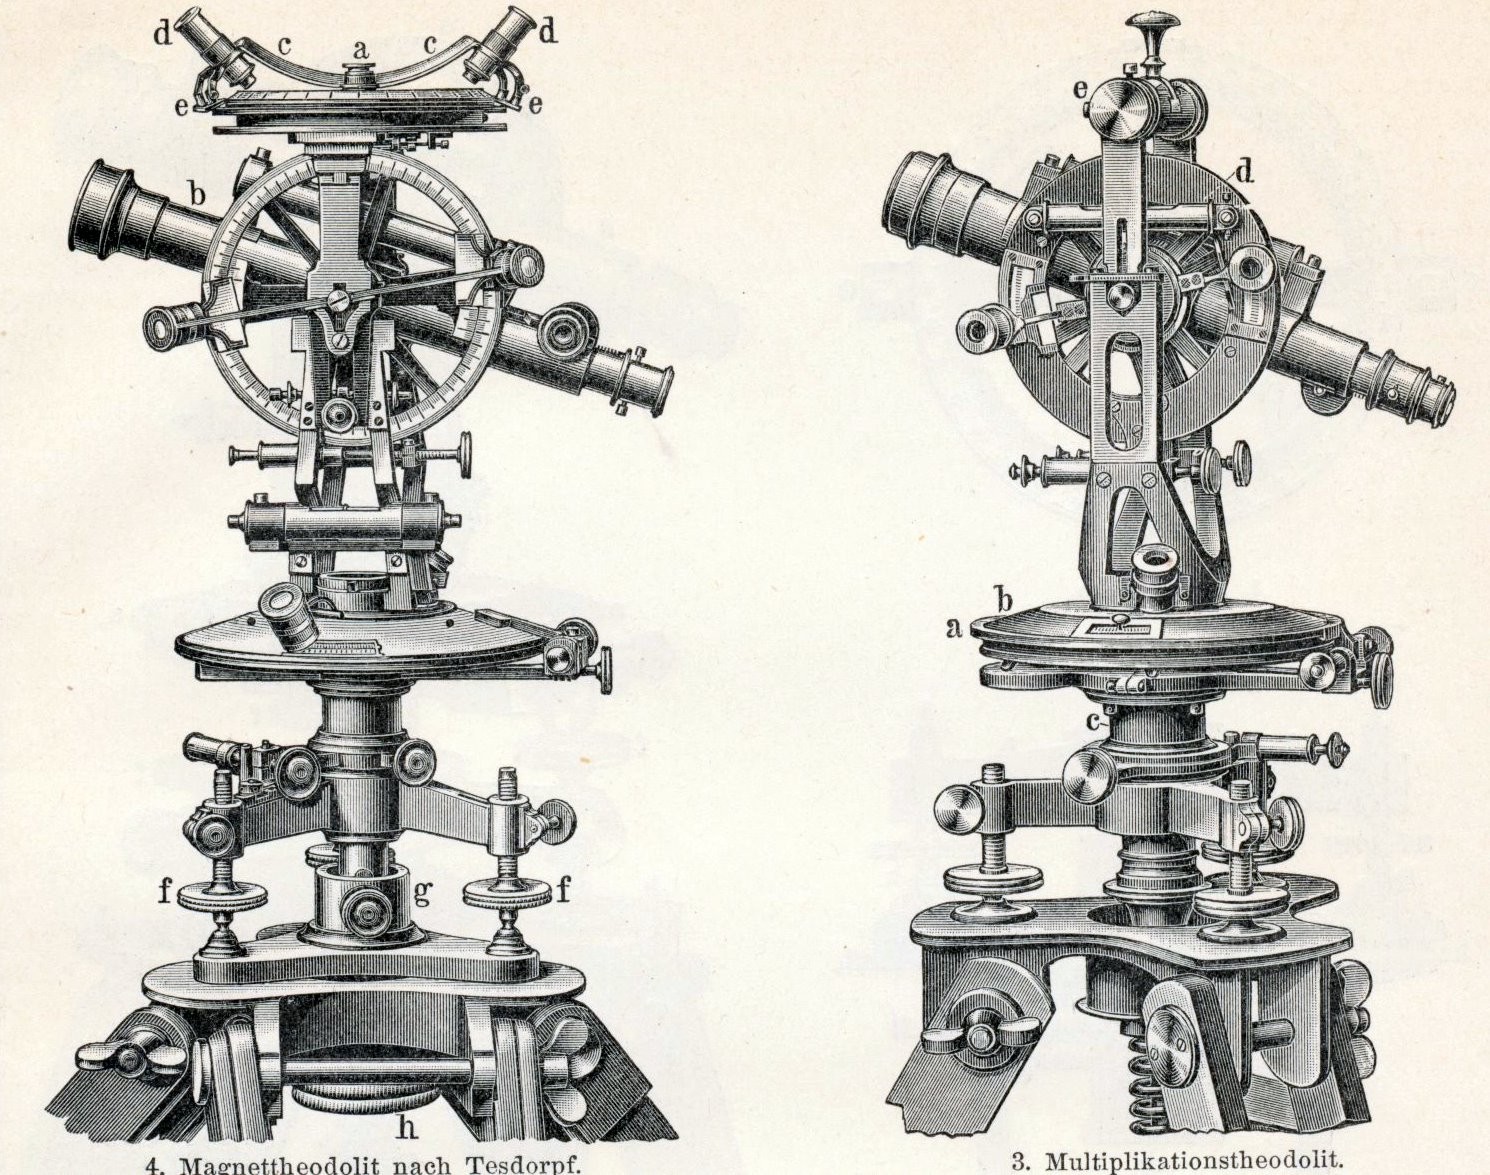 d c a c d
e e
b
f g f
h
4. Magnettheodolit nach Tesdorpf.
e
d
b
a
c
3. Multiplikationstheodolit.